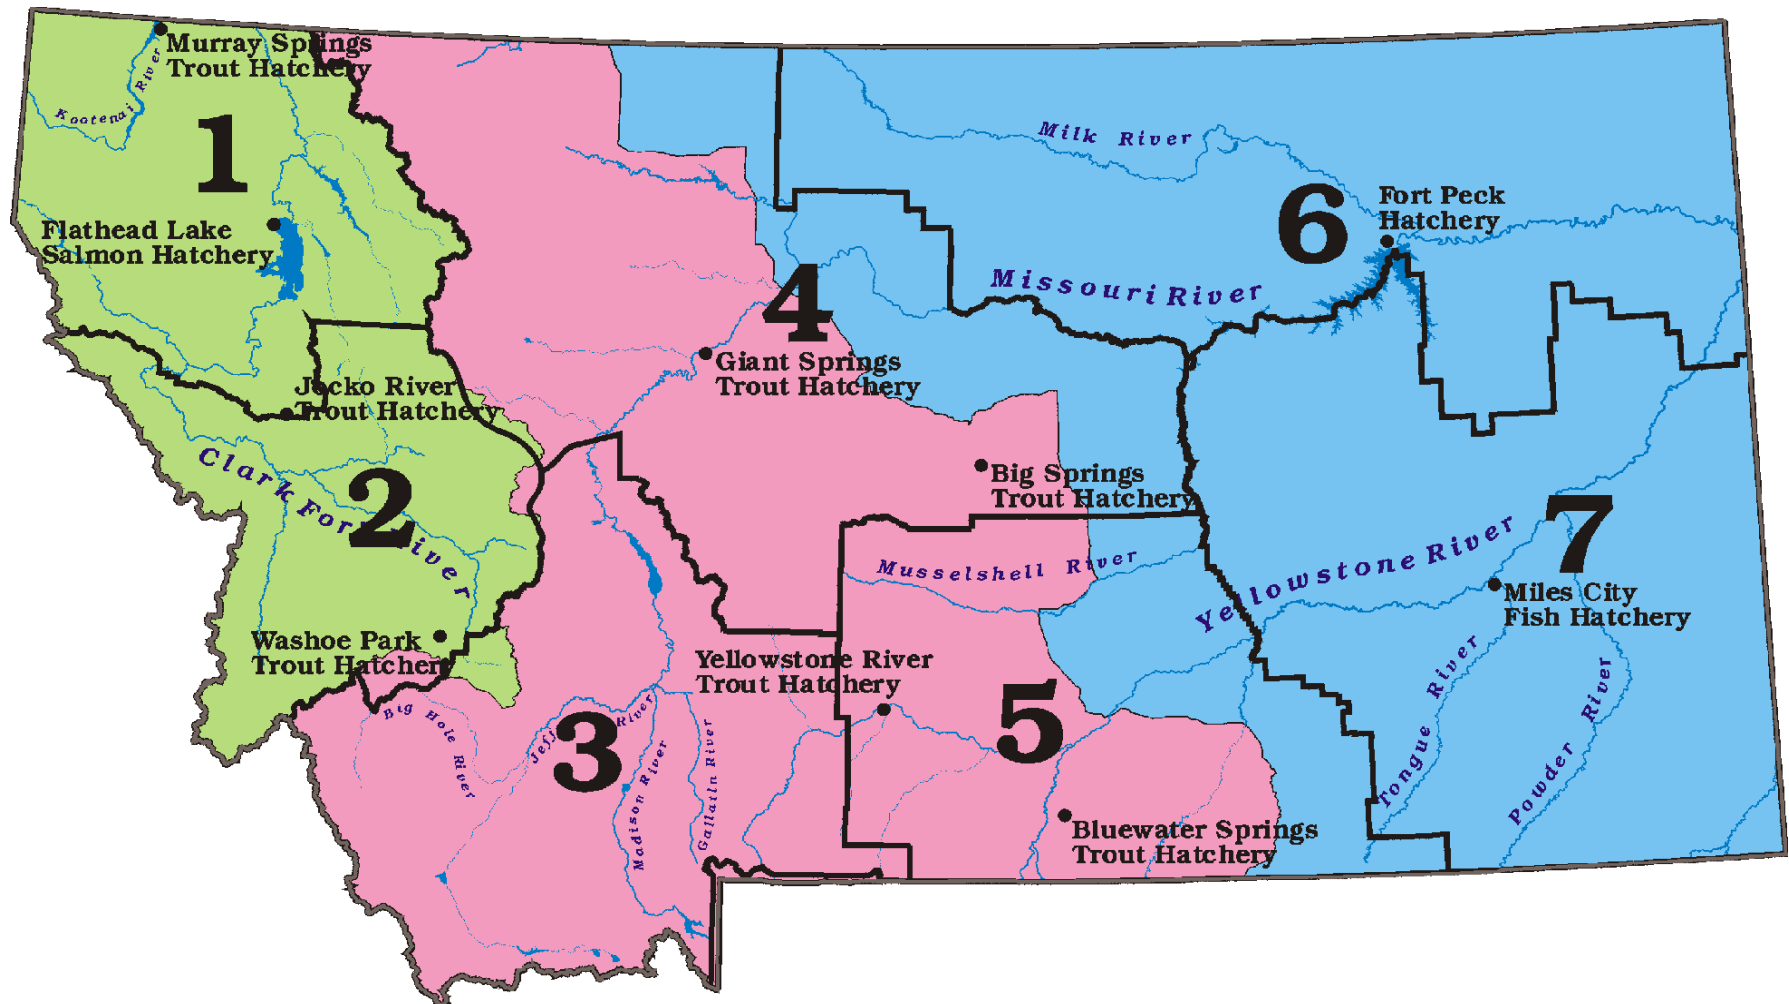 Murray Springs
Trout Hatchery
Kootenai River
1
Flathead Lake
Salmon Hatchery
Milk River
6
Fort Peck
Hatchery
Missouri River
4
Giant Springs
Trout Hatchery
Jocko River
Trout Hatchery
Clark Fork River
2
Big Springs
Trout Hatchery
Musselshell River
Yellowstone River
7
Miles City
Fish Hatchery
Washoe Park
Trout Hatchery
Yellowstone River
Trout Hatchery
5
Big Hole River
Jeff
River
3
Madison River
Gallatin River
Tongue River
Powder River
Bluewater Springs
Trout Hatchery